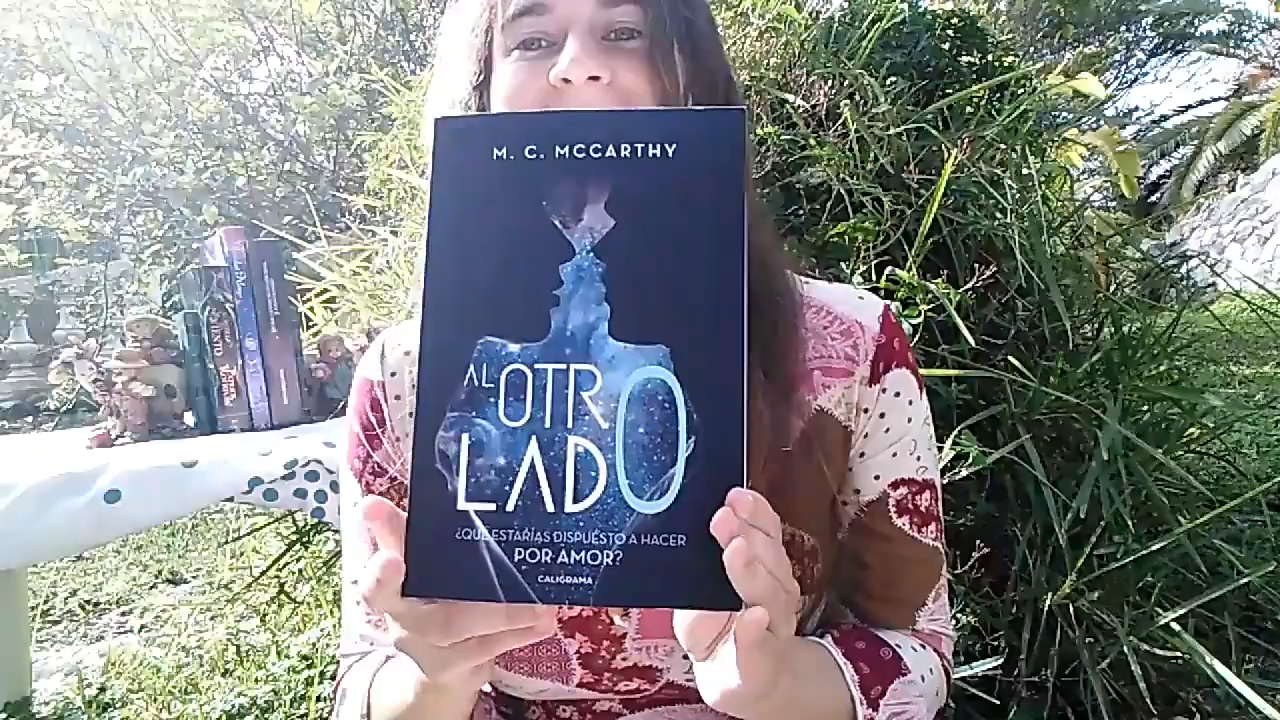 M. C. MCCARTHY
AL OTRO
LADO
¿QUÉ ESTARÍAS DISPUESTO A HACER
POR AMOR?
CALIGRAMA